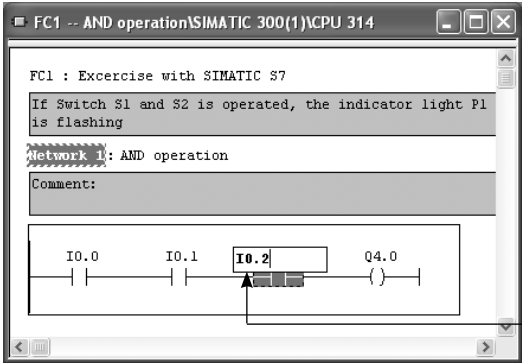 FC1 -- AND operation\SIMATIC 300(1)\CPU 314
FC1 : Excercise with SIMATIC S7
If Switch S1 and S2 is operated, the indicator light P1
is flashing
Network 1: AND operation
Comment:
I0.0 I0.1 I0.2 Q4.0